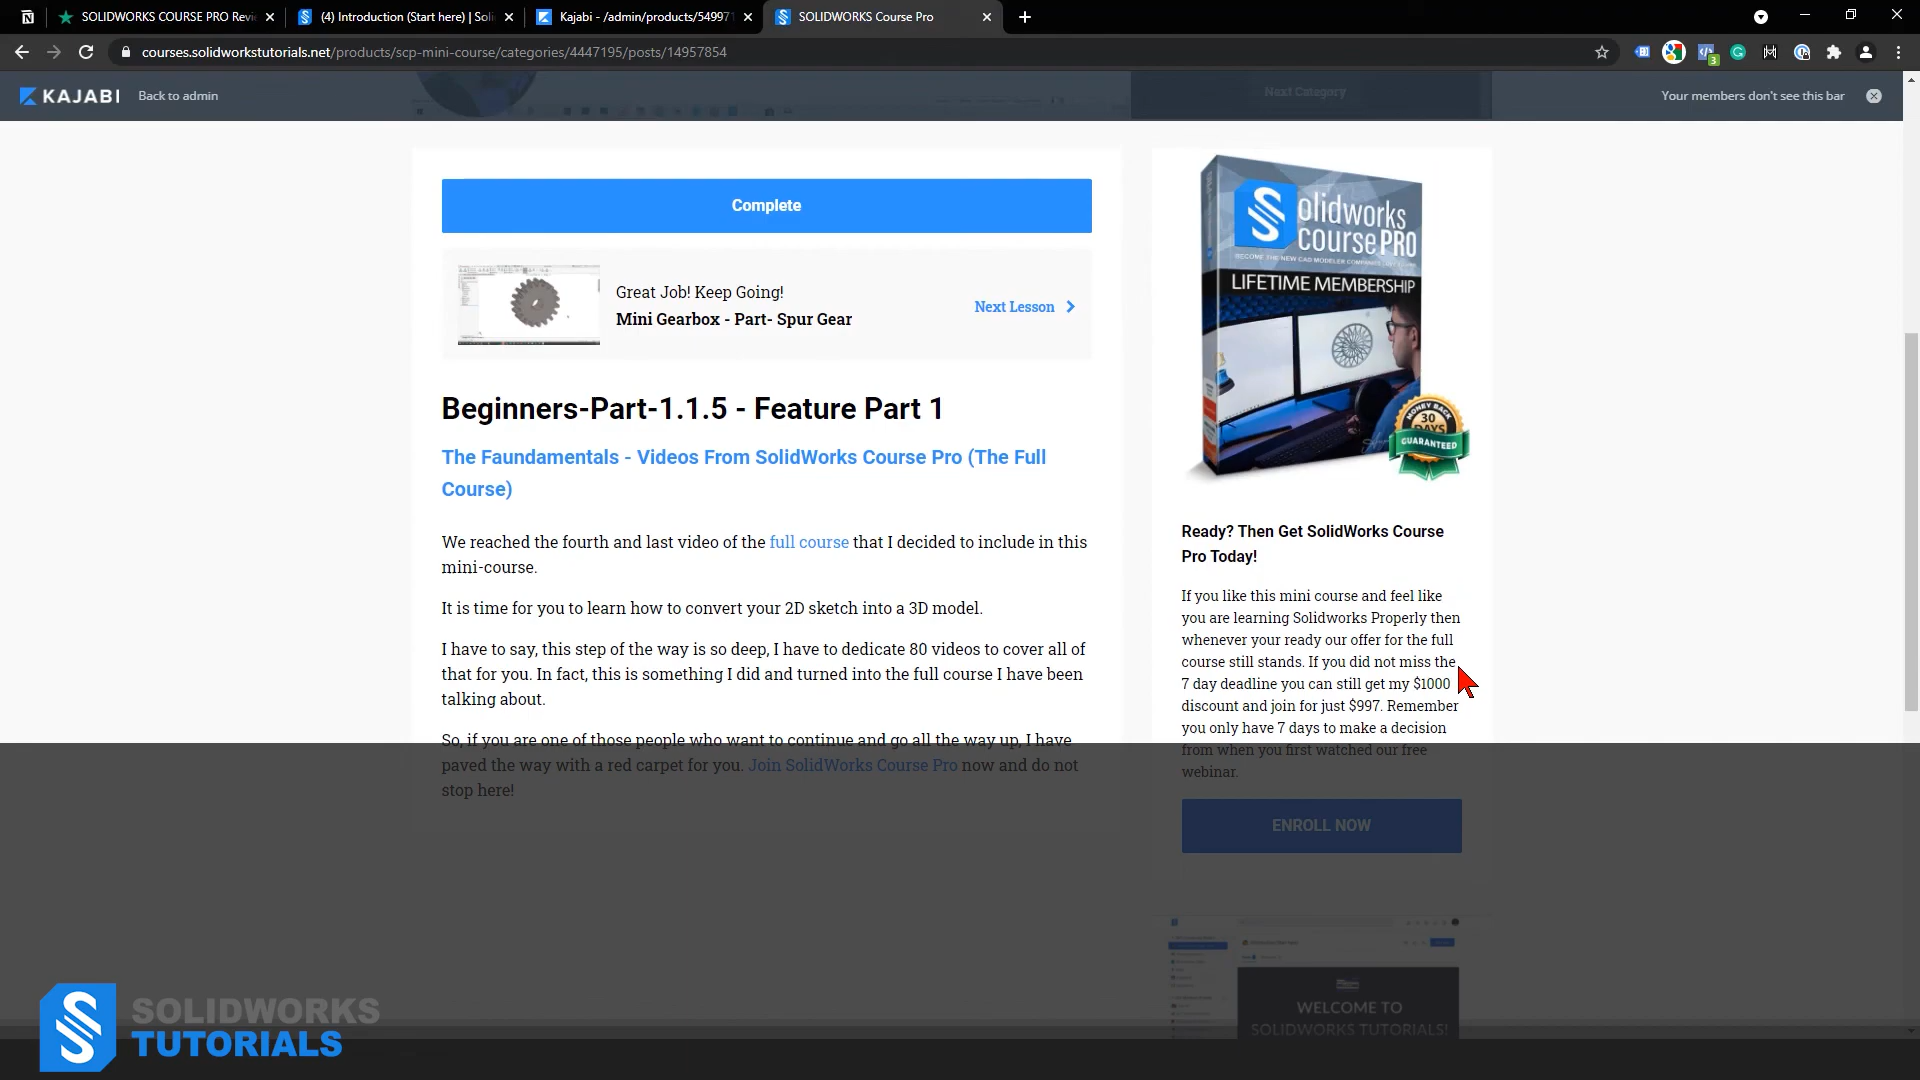 SOLIDWORKS COURSE PRO Revi
(4) Introduction (Start here) | Soli
Kajabi - /admin/products/549971
SOLIDWORKS Course Pro
courses.solidworkstutorials.net/products/scp-mini-course/categories/4447195/posts/14957854
3
KAJABI
Back to admin
Next Category
Your members don't see this bar
Complete
Great Job! Keep Going!
Mini Gearbox - Part- Spur Gear
Next Lesson
Beginners-Part-1.1.5 - Feature Part 1
The Faundamentals - Videos From SolidWorks Course Pro (The Full
Course)
We reached the fourth and last video of the full course that I decided to include in this
mini-course.
It is time for you to learn how to convert your 2D sketch into a 3D model.
I have to say, this step of the way is so deep, I have to dedicate 80 videos to cover all of
that for you. In fact, this is something I did and turned into the full course I have been
talking about.
So, if you are one of those people who want to continue and go all the way up, I have
paved the way with a red carpet for you. Join SolidWorks Course Pro now and do not
stop here!
olidworks
course PRO
LIFETIME MEMBERSHIP
MONEY BACK
30
DAYS
GUARANTEED
Ready? Then Get SolidWorks Course
Pro Today!
If you like this mini course and feel like
you are learning Solidworks Properly then
whenever your ready our offer for the full
course still stands. If you did not miss the
7 day deadline you can still get my $1000
discount and join for just $997. Remember
you only have 7 days to make a decision
from when you first watched our free
webinar.
ENROLL NOW
WELCOME TO
SOLIDWORKS TUTORIALS!
SOLIDWORKS
TUTORIALS